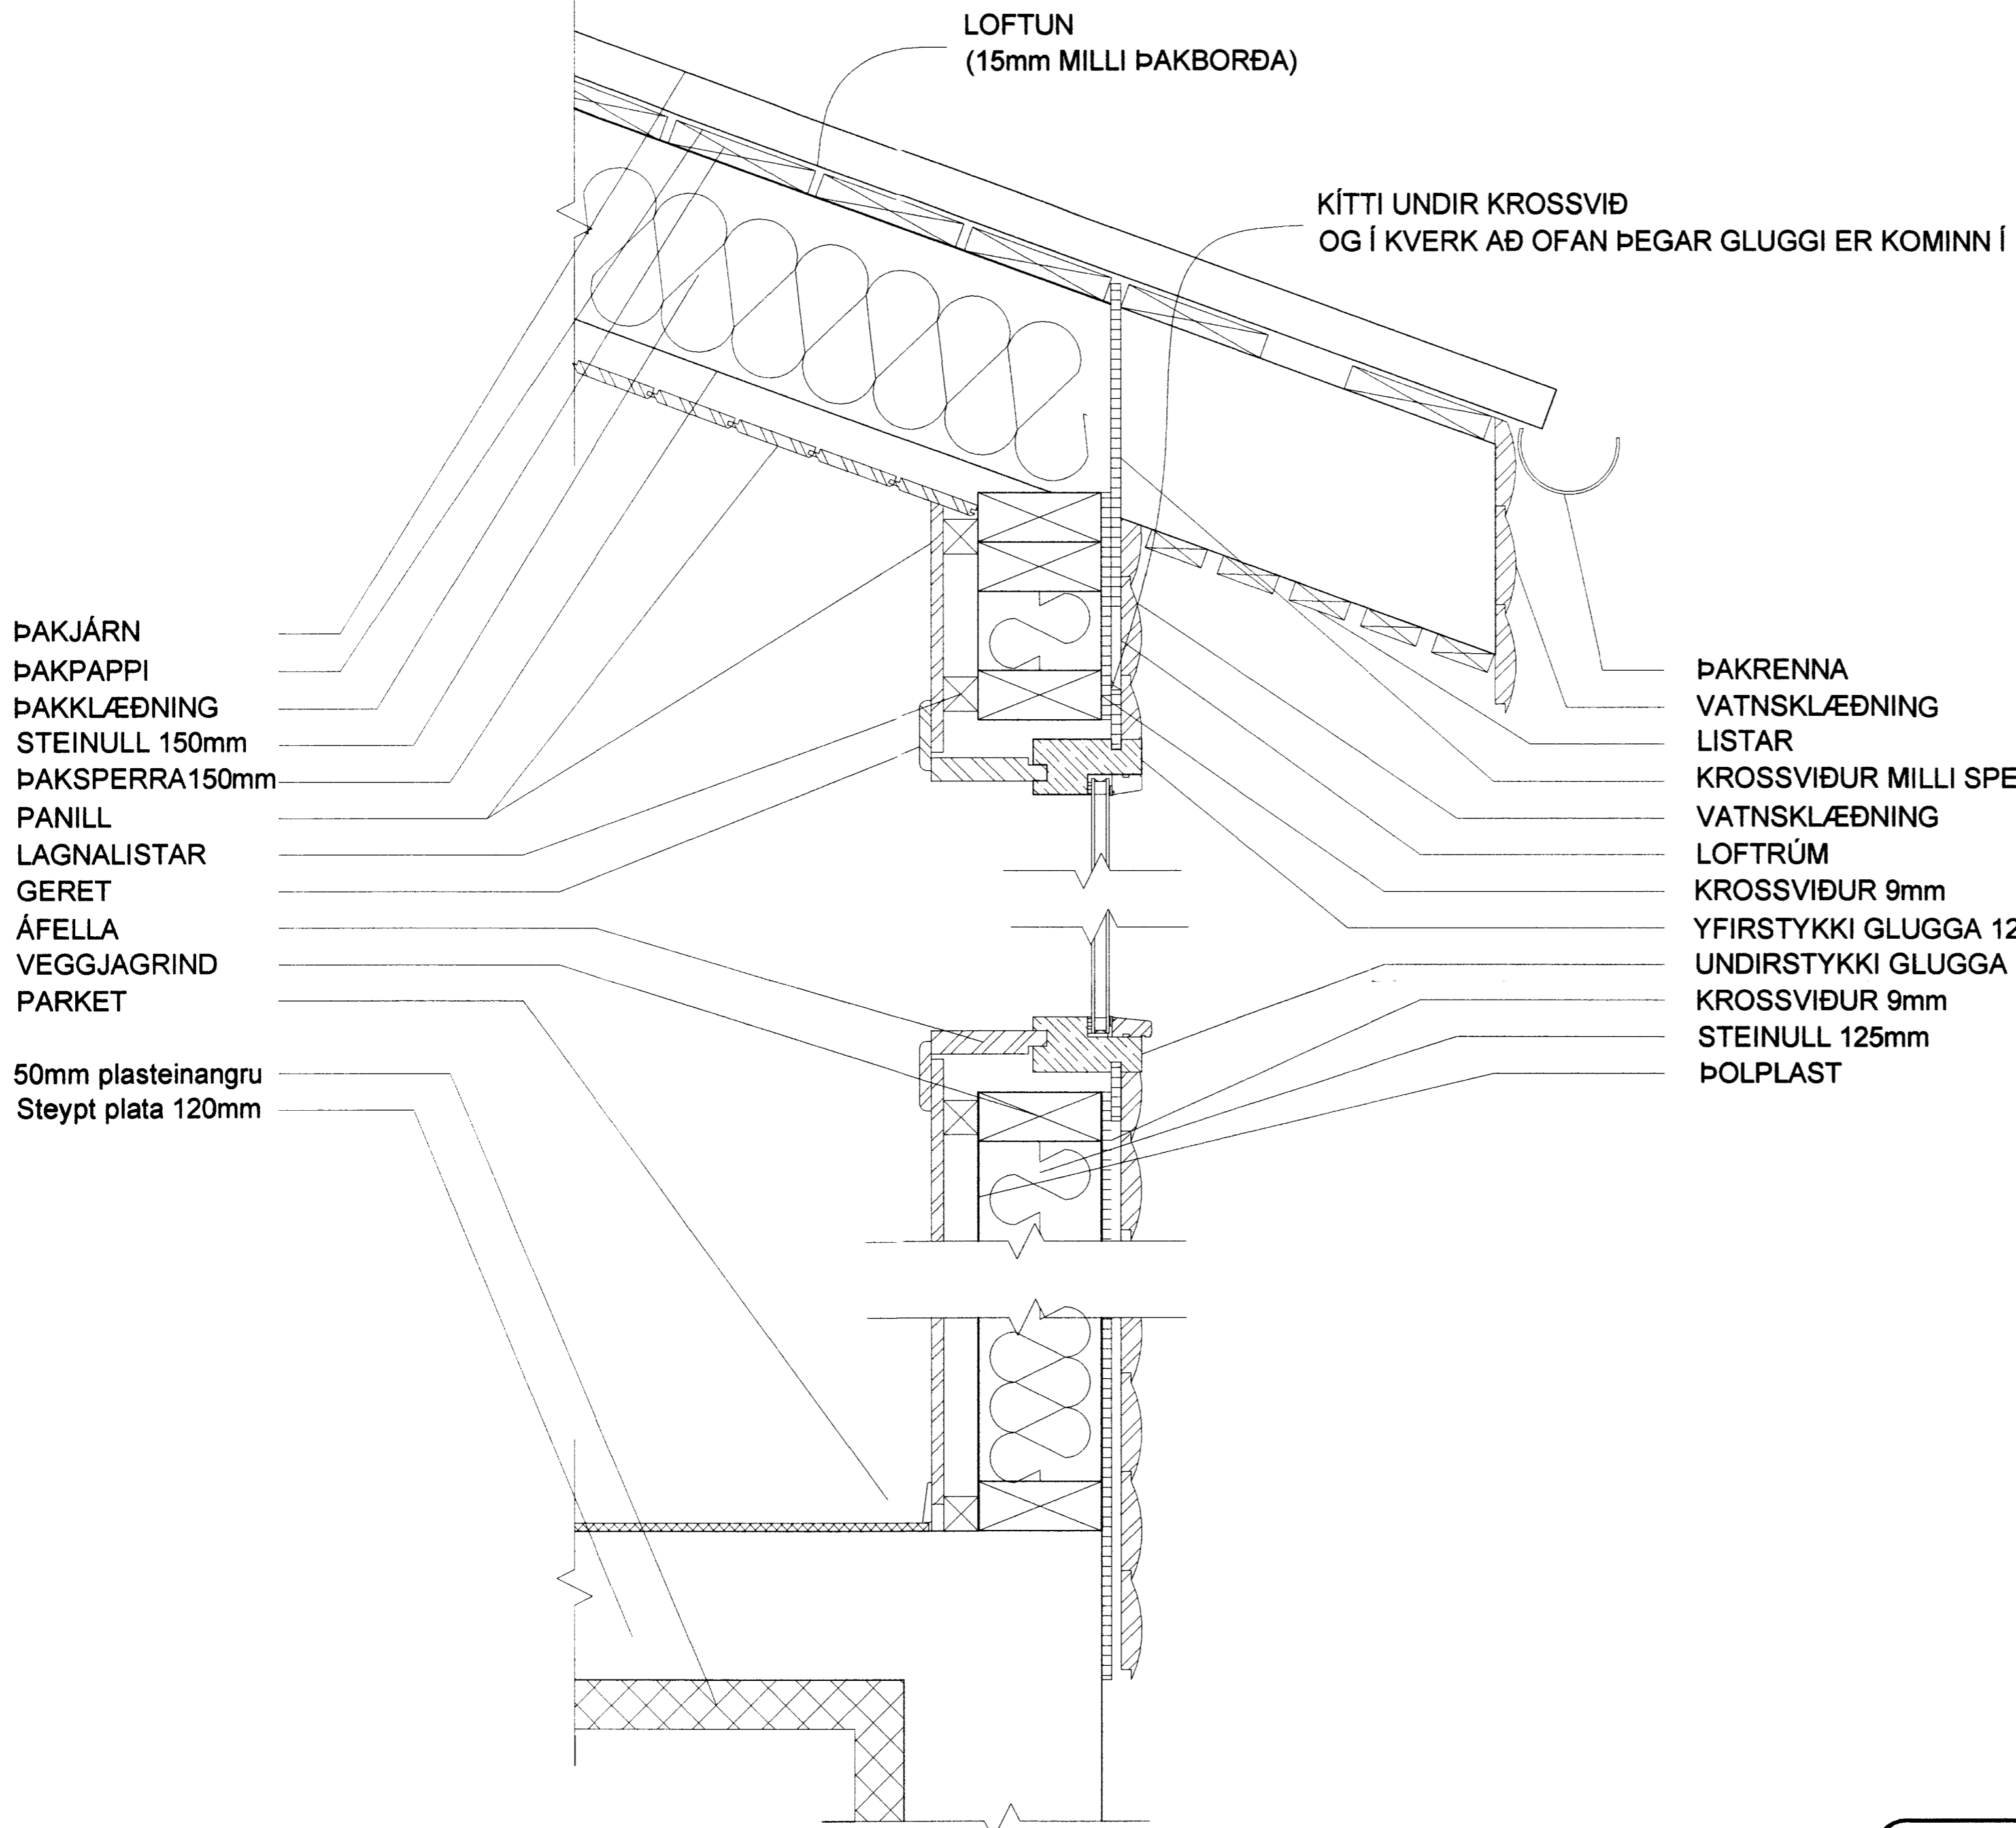 LOFTUN
(15mm MILLI ÞAKBORÐA)
KÍTTI UNDIR KROSSVIÐ
OG Í KVERK AÐ OFAN ÞEGAR GLUGGI ER KOMINN Í
ÞAKJÁRN
ÞAKPAPPI
ÞAKKLÆÐNING
STEINULL 150mm
ÞAKSPERRA150mm
PANILL
LAGNALISTAR
GERET
ÁFELLA
VEGGJAGRIND
PARKET
50mm plasteinangru
Steypt plata 120mm
ÞAKRENNA
VATNSKLÆÐNING
LISTAR
KROSSVIÐUR MILLI SPE
VATNSKLÆÐNING
LOFTRÚM
KROSSVIÐUR 9mm
YFIRSTYKKI GLUGGA 12
UNDIRSTYKKI GLUGGA
KROSSVIÐUR 9mm
STEINULL 125mm
ÞOLPLAST